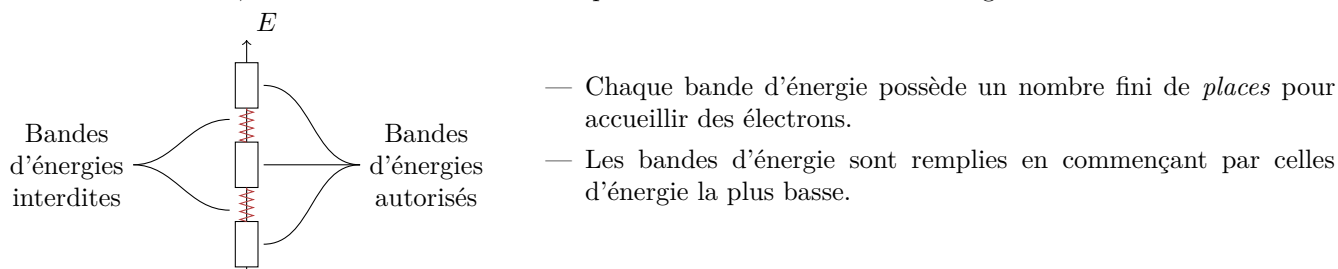 E
Bandes
d'énergies
interdites
Bandes
d'énergies
autorisés
— Chaque bande d'énergie possède un nombre fini de places pour
accueillir des électrons.
— Les bandes d'énergie sont remplies en commençant par celles
d'énergie la plus basse.